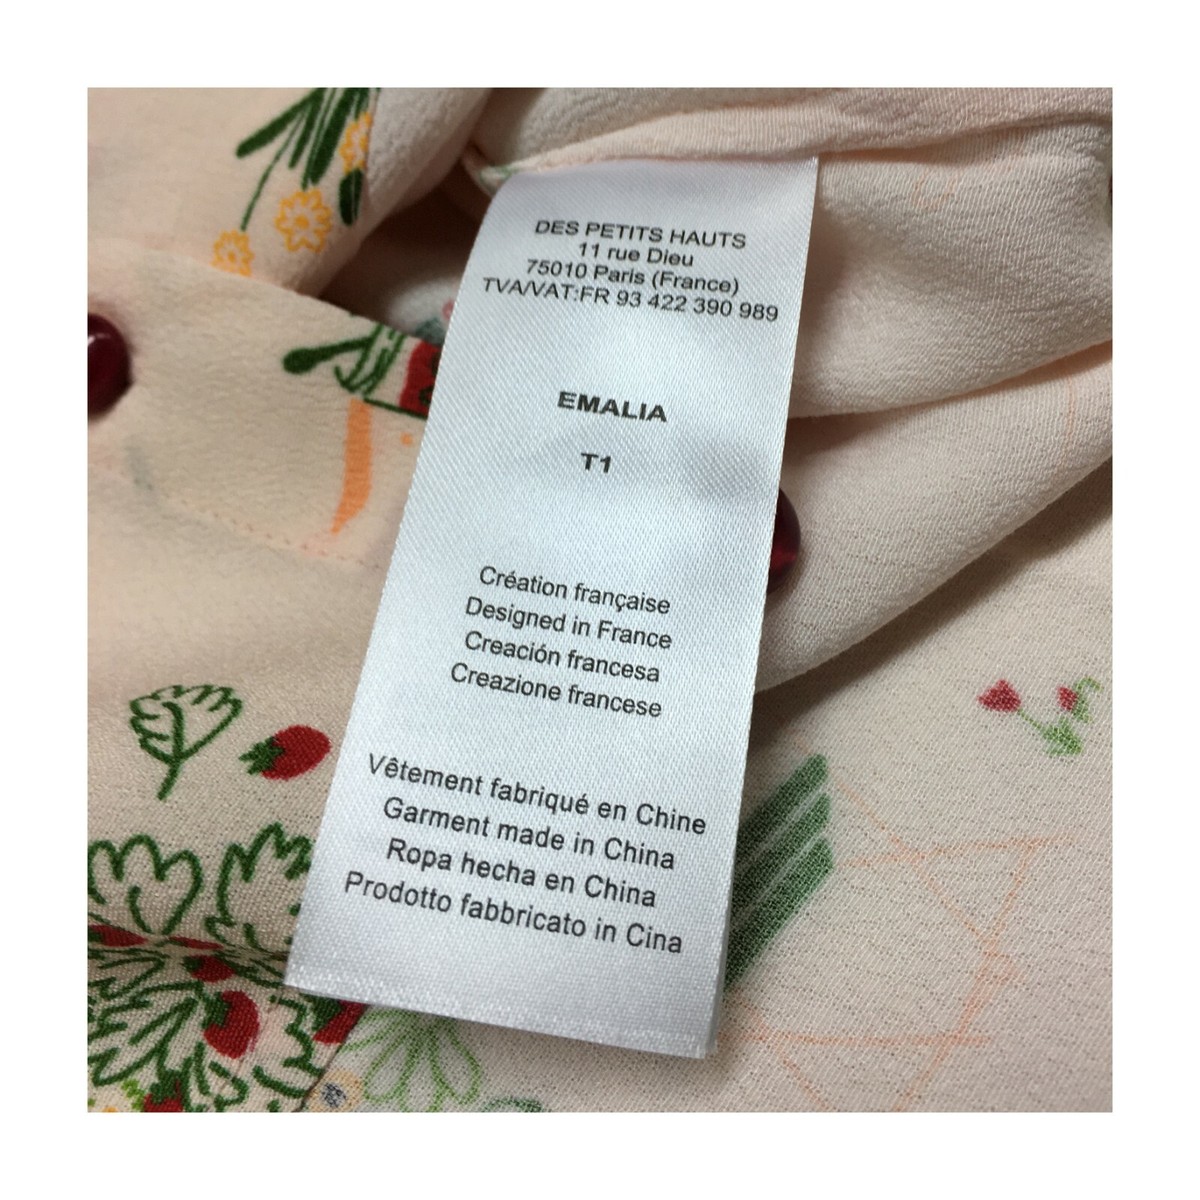 DES PETITS HAUTS
11 rue Dieu
75010 Paris (France)
TVA/VAT:FR 93 422 390 989
EMALIA
T1
Création française
Designed in France
Creación francesa
Creazione francese
Vêtement fabriqué en Chine
Garment made in China
Ropa hecha en China
Prodotto fabbricato in Cina